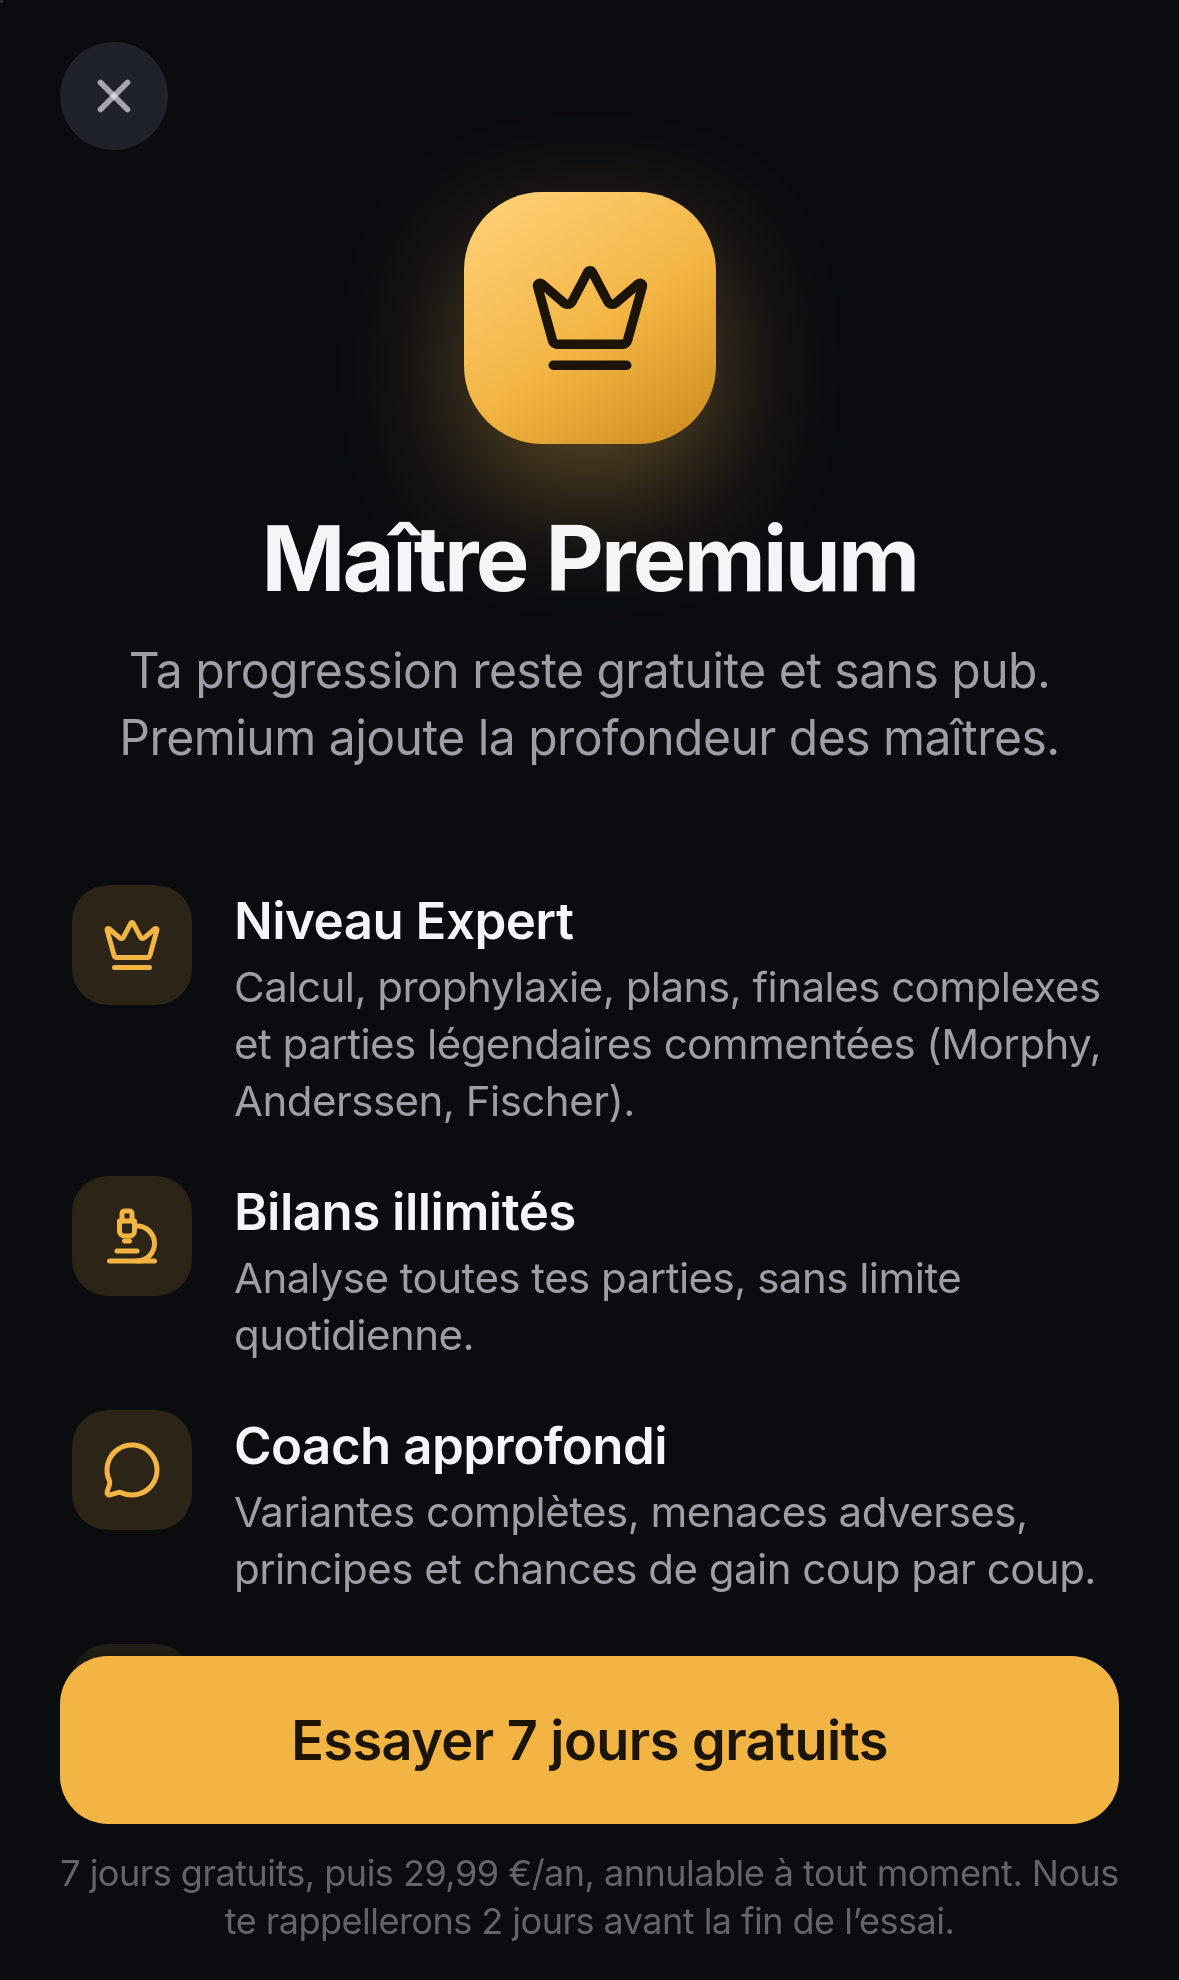 Maître Premium
Ta progression reste gratuite et sans pub.
Premium ajoute la profondeur des maîtres.
Niveau Expert
Calcul, prophylaxie, plans, finales complexes
et parties légendaires commentées (Morphy,
Anderssen, Fischer).
Bilans illimités
Analyse toutes tes parties, sans limite
quotidienne.
Coach approfondi
Variantes complètes, menaces adverses,
principes et chances de gain coup par coup.
Essayer 7 jours gratuits
7 jours gratuits, puis 29,99 €/an, annulable à tout moment. Nous
te rappellerons 2 jours avant la fin de l’essai.